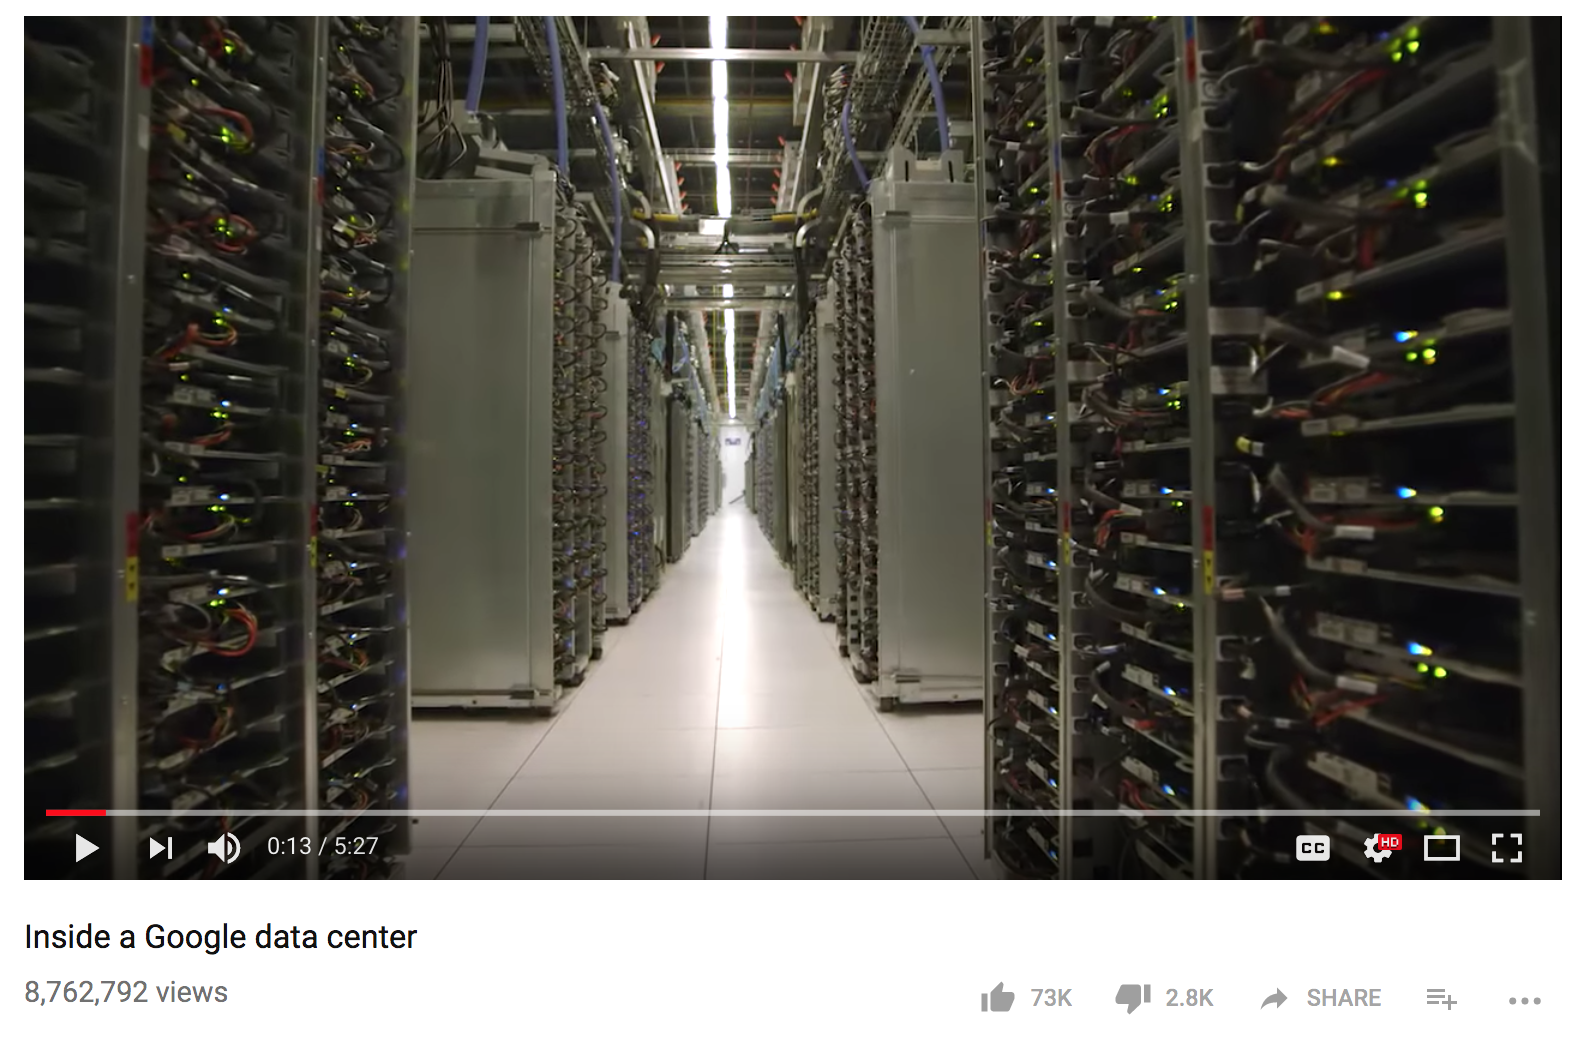 0:13 / 5:27
CC
HD
Inside a Google data center
8,762,792 views
73K
2.8K
SHARE